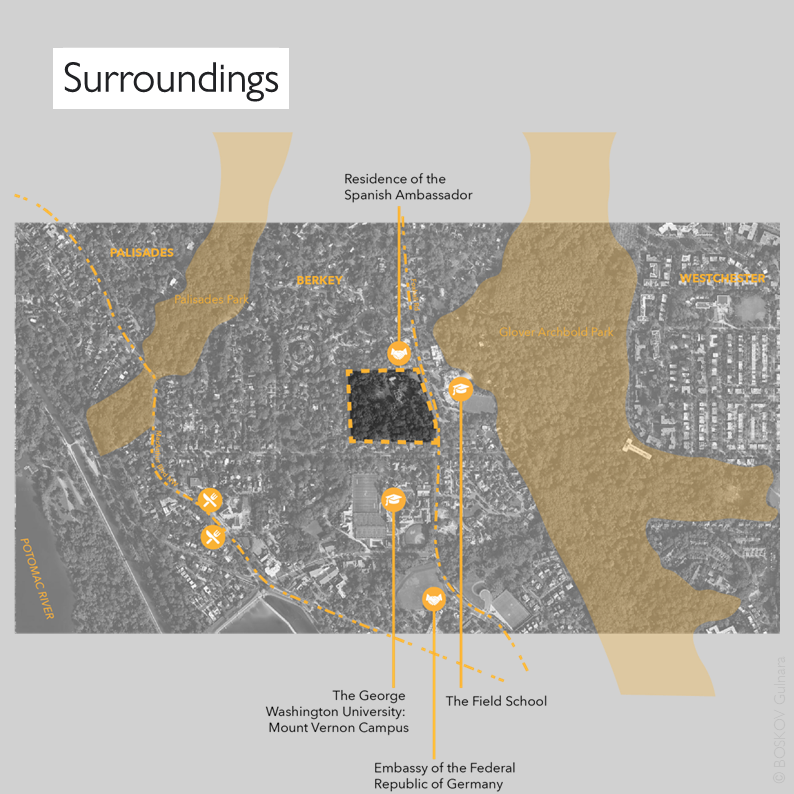 Surroundings
Residence of the
Spanish Ambassador
PALISADES
BERKEY
WESTCHESTER
Palisades Park
Glover Archbold Park
POTOMAC RIVER
The George
Washington University:
Mount Vernon Campus
The Field School
Embassy of the Federal
Republic of Germany
© BOSKOV Gulnara